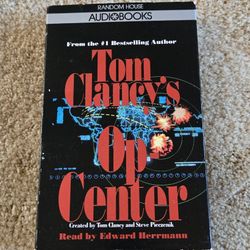 RANDOM HOUSE
AUDIOBOOKS
From the #1 Bestselling Author
Tom
Clancy's
Op
Center
Created by Tom Clancy and Steve Pieczenik
Read by Edward Herrmann